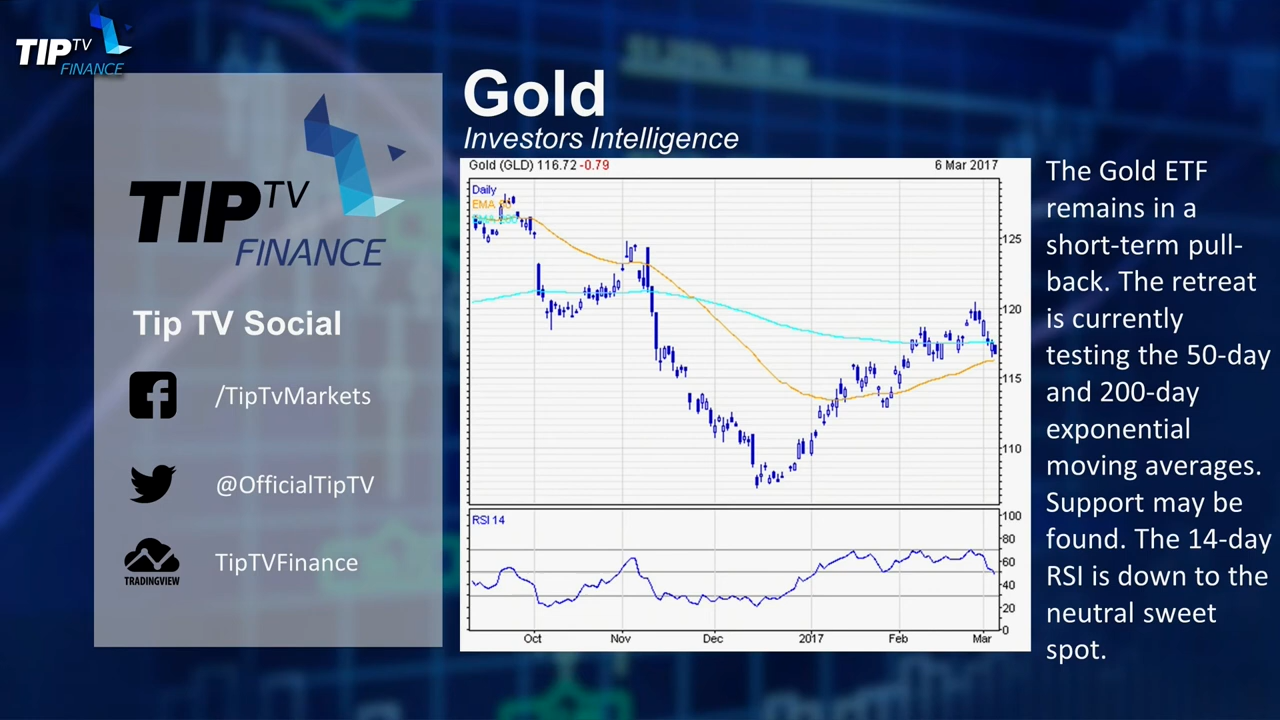 TIP TV
FINANCE
TIP TV
FINANCE
Tip TV Social
/TipTvMarkets
@OfficialTipTV
TRADINGVIEW
TipTVFinance
Gold
Investors Intelligence
Gold (GLD) 116.72 -0.79
6 Mar 2017
Daily
EMA
125
120
115
110
RSI 14
100
80
60
40
20
0
Oct
Nov
Dec
2017
Feb
Mar
The Gold ETF
remains in a
short-term pull-
back. The retreat
is currently
testing the 50-day
and 200-day
exponential
moving averages.
Support may be
found. The 14-day
RSI is down to the
neutral sweet
spot.